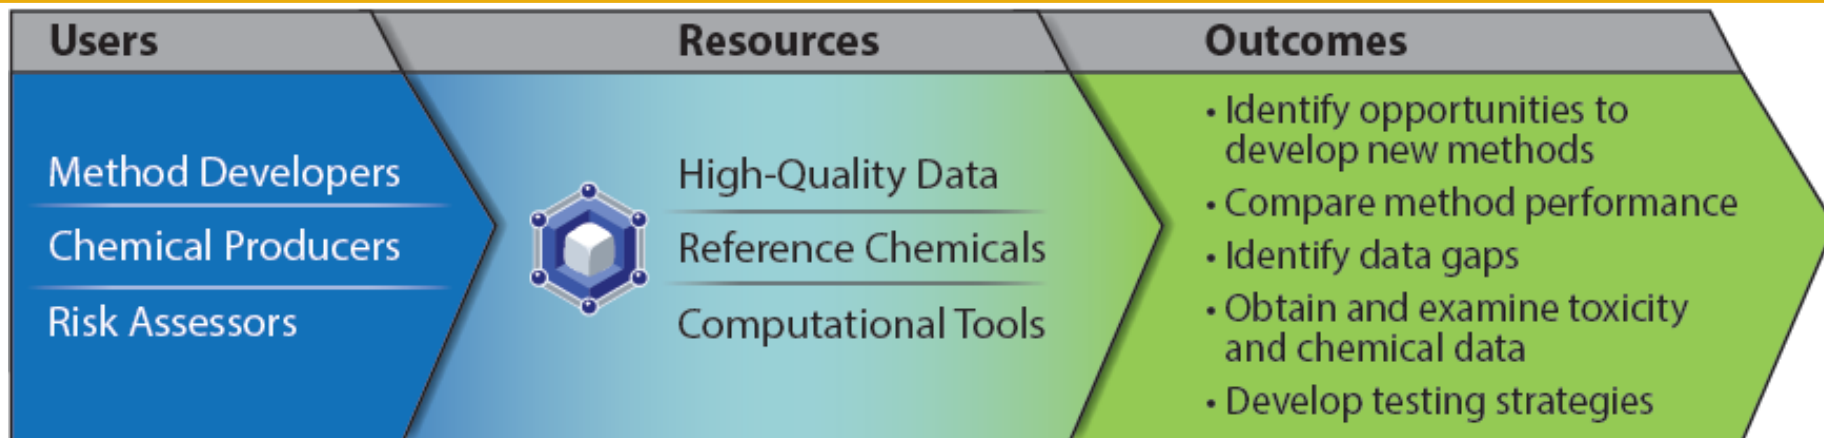 Users
Resources
Outcomes
Method Developers
Chemical Producers
Risk Assessors
High-Quality Data
Reference Chemicals
Computational Tools
• Identify opportunities to
develop new methods
• Compare method performance
• Identify data gaps
• Obtain and examine toxicity
and chemical data
• Develop testing strategies